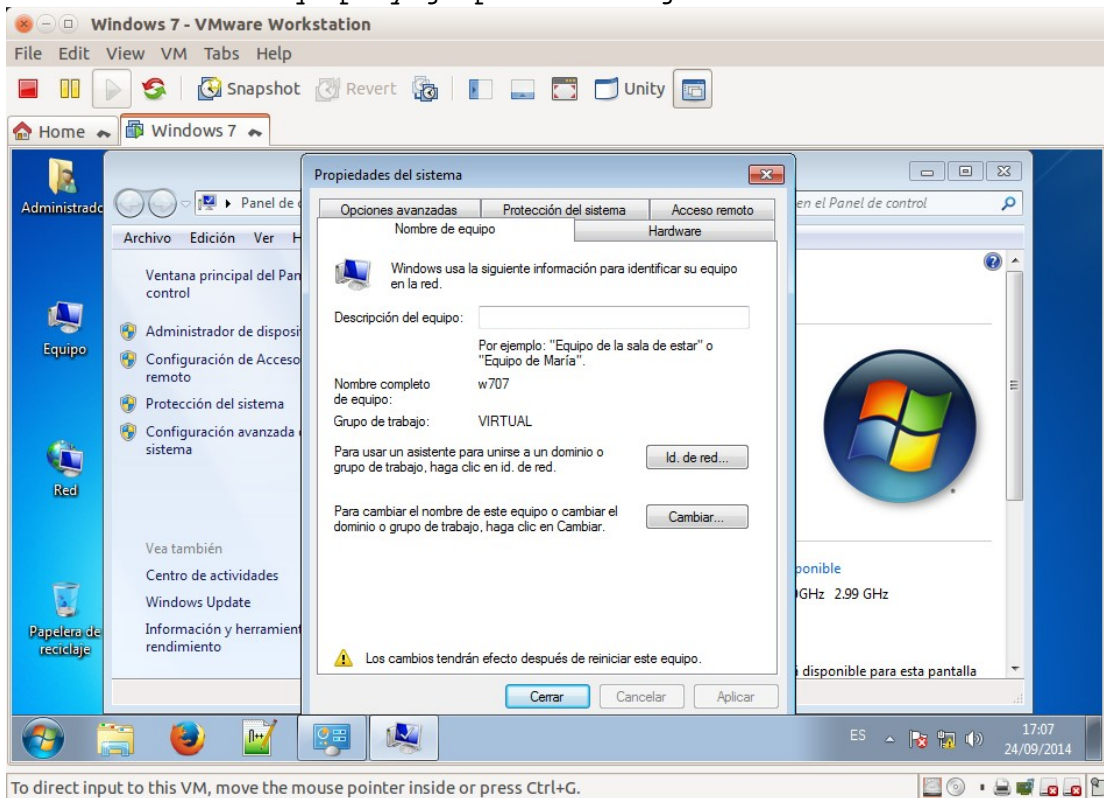 Windows 7 - VMware Workstation
File Edit View VM Tabs Help
Snapshot Revert Unity
Home Windows 7
Administrado
Equipo
Red
Papelera de
reciclaje
Panel de c
en el Panel de control
Archivo Edición Ver H
Ventana principal del Pan
control
Administrador de disposi
Configuración de Acceso
remoto
Protección del sistema
Configuración avanzada
sistema
Vea también
Centro de actividades
Windows Update
Información y herramient
rendimiento
Propiedades del sistema
Opciones avanzadas Protección del sistema Acceso remoto
Nombre de equipo Hardware
Windows usa la siguiente información para identificar su equipo
en la red.
Descripción del equipo:
Por ejemplo: "Equipo de la sala de estar" o
"Equipo de María".
Nombre completo w707
de equipo:
Grupo de trabajo: VIRTUAL
Para usar un asistente para unirse a un dominio o
grupo de trabajo, haga clic en id. de red.
Id. de red...
Para cambiar el nombre de este equipo o cambiar el
dominio o grupo de trabajo, haga clic en Cambiar.
Cambiar...
Los cambios tendrán efecto después de reiniciar este equipo.
Cerrar Cancelar Aplicar
ponible
GHz 2.99 GHz
disponible para esta pantalla
ES 17:07
24/09/2014
To direct input to this VM, move the mouse pointer inside or press Ctrl+G.